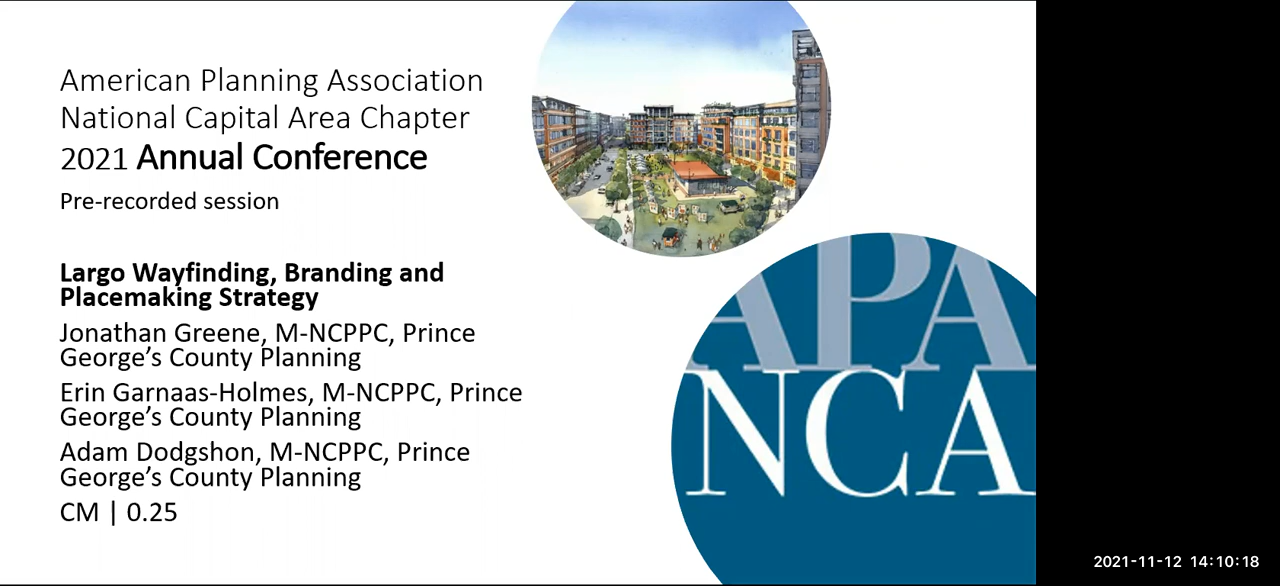 American Planning Association
National Capital Area Chapter
2021 Annual Conference
Pre-recorded session
Largo Wayfinding, Branding and
Placemaking Strategy
Jonathan Greene, M-NCPPC, Prince
George’s County Planning
Erin Garnaas-Holmes, M-NCPPC, Prince
George’s County Planning
Adam Dodgshon, M-NCPPC, Prince
George’s County Planning
CM | 0.25
APA
NCA
2021-11-12 14:10:18